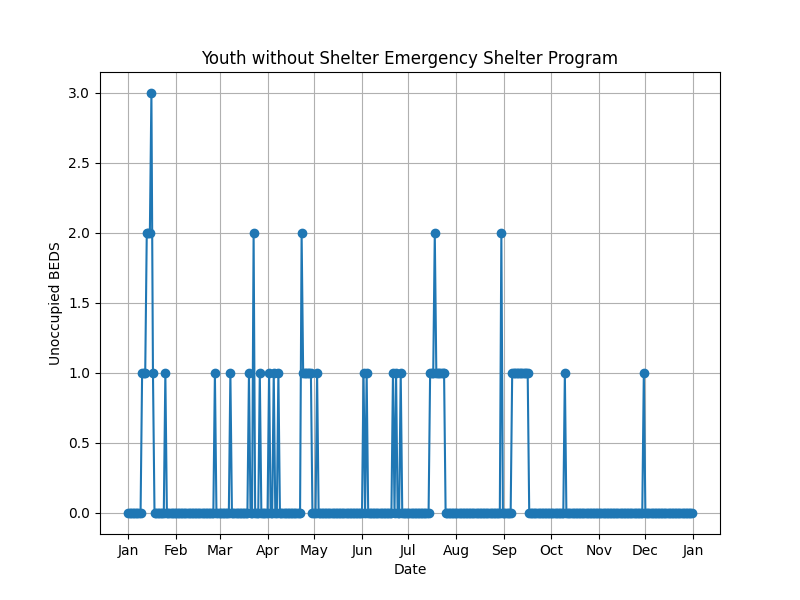 Youth without Shelter Emergency Shelter Program
3.0
2.5
2.0
1.5
1.0
0.5
0.0
Unoccupied BEDS
Jan Feb Mar Apr May Jun Jul Aug Sep Oct Nov Dec Jan
Date